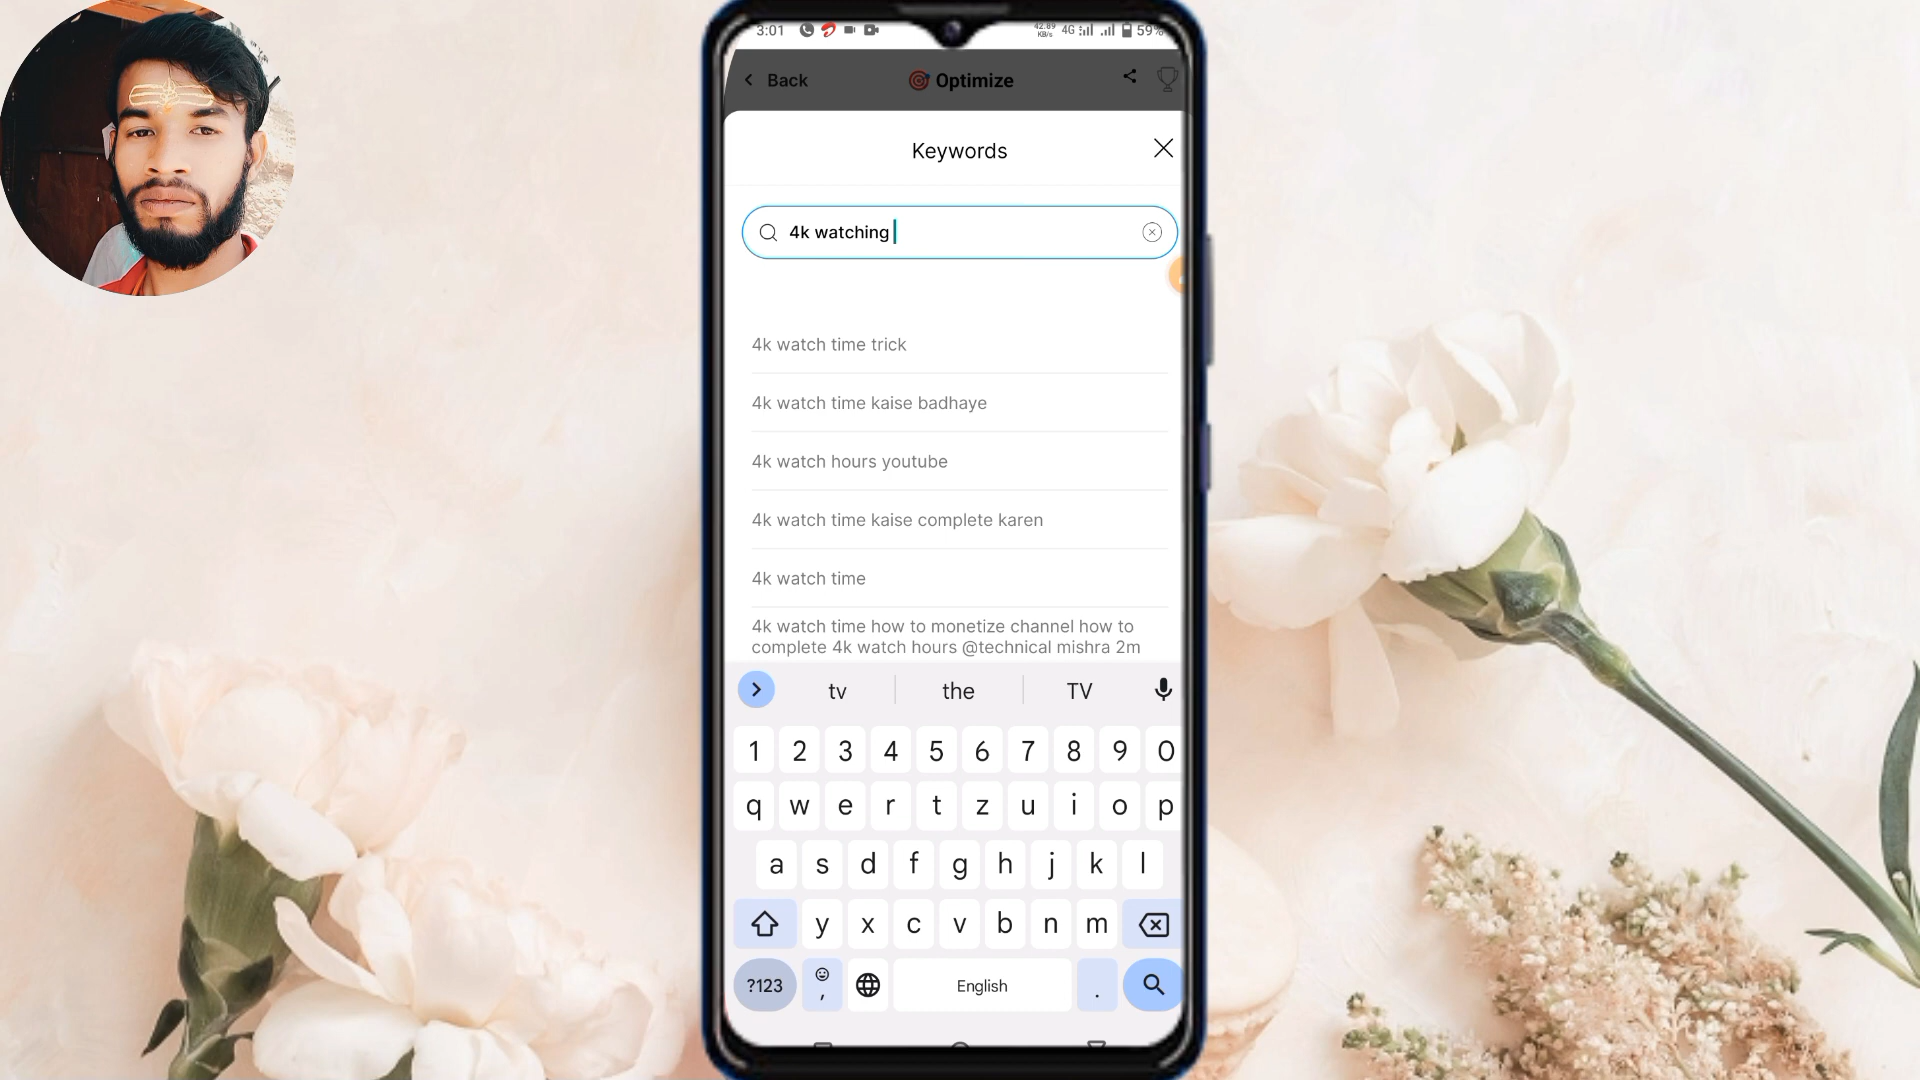 3:01
42.89 KB/s 4G 59%
Back
Optimize
Keywords
4k watching
4k watch time trick
4k watch time kaise badhaye
4k watch hours youtube
4k watch time kaise complete karen
4k watch time
4k watch time how to monetize channel how to
complete 4k watch hours @technical mishra 2m
tv the TV
1 2 3 4 5 6 7 8 9 0
q w e r t z u i o p
a s d f g h j k l
y x c v b n m
?123 , English .